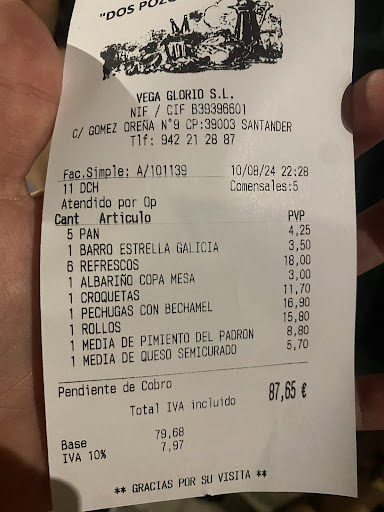 "DOS POZO
VEGA GLORIO S.L.
NIF / CIF B39396601
C/ GOMEZ OREÑA Nº9 CP:39003 SANTANDER
Tlf: 942 21 28 87
Fac.Simple: A/101139 10/08/24 22:28
11 DCH Comensales:5
Atendido por Op
Cant Articulo PVP
5 PAN 4,25
1 BARRO ESTRELLA GALICIA 3,50
6 REFRESCOS 18,00
1 ALBARIÑO COPA MESA 3,00
1 CROQUETAS 11,70
1 PECHUGAS CON BECHAMEL 16,90
1 ROLLOS 15,80
1 MEDIA DE PIMIENTO DEL PADRON 8,80
1 MEDIA DE QUESO SEMICURADO 5,70
Pendiente de Cobro 87,65 €
Total IVA incluido
Base 79,68
IVA 10% 7,97
** GRACIAS POR SU VISITA **